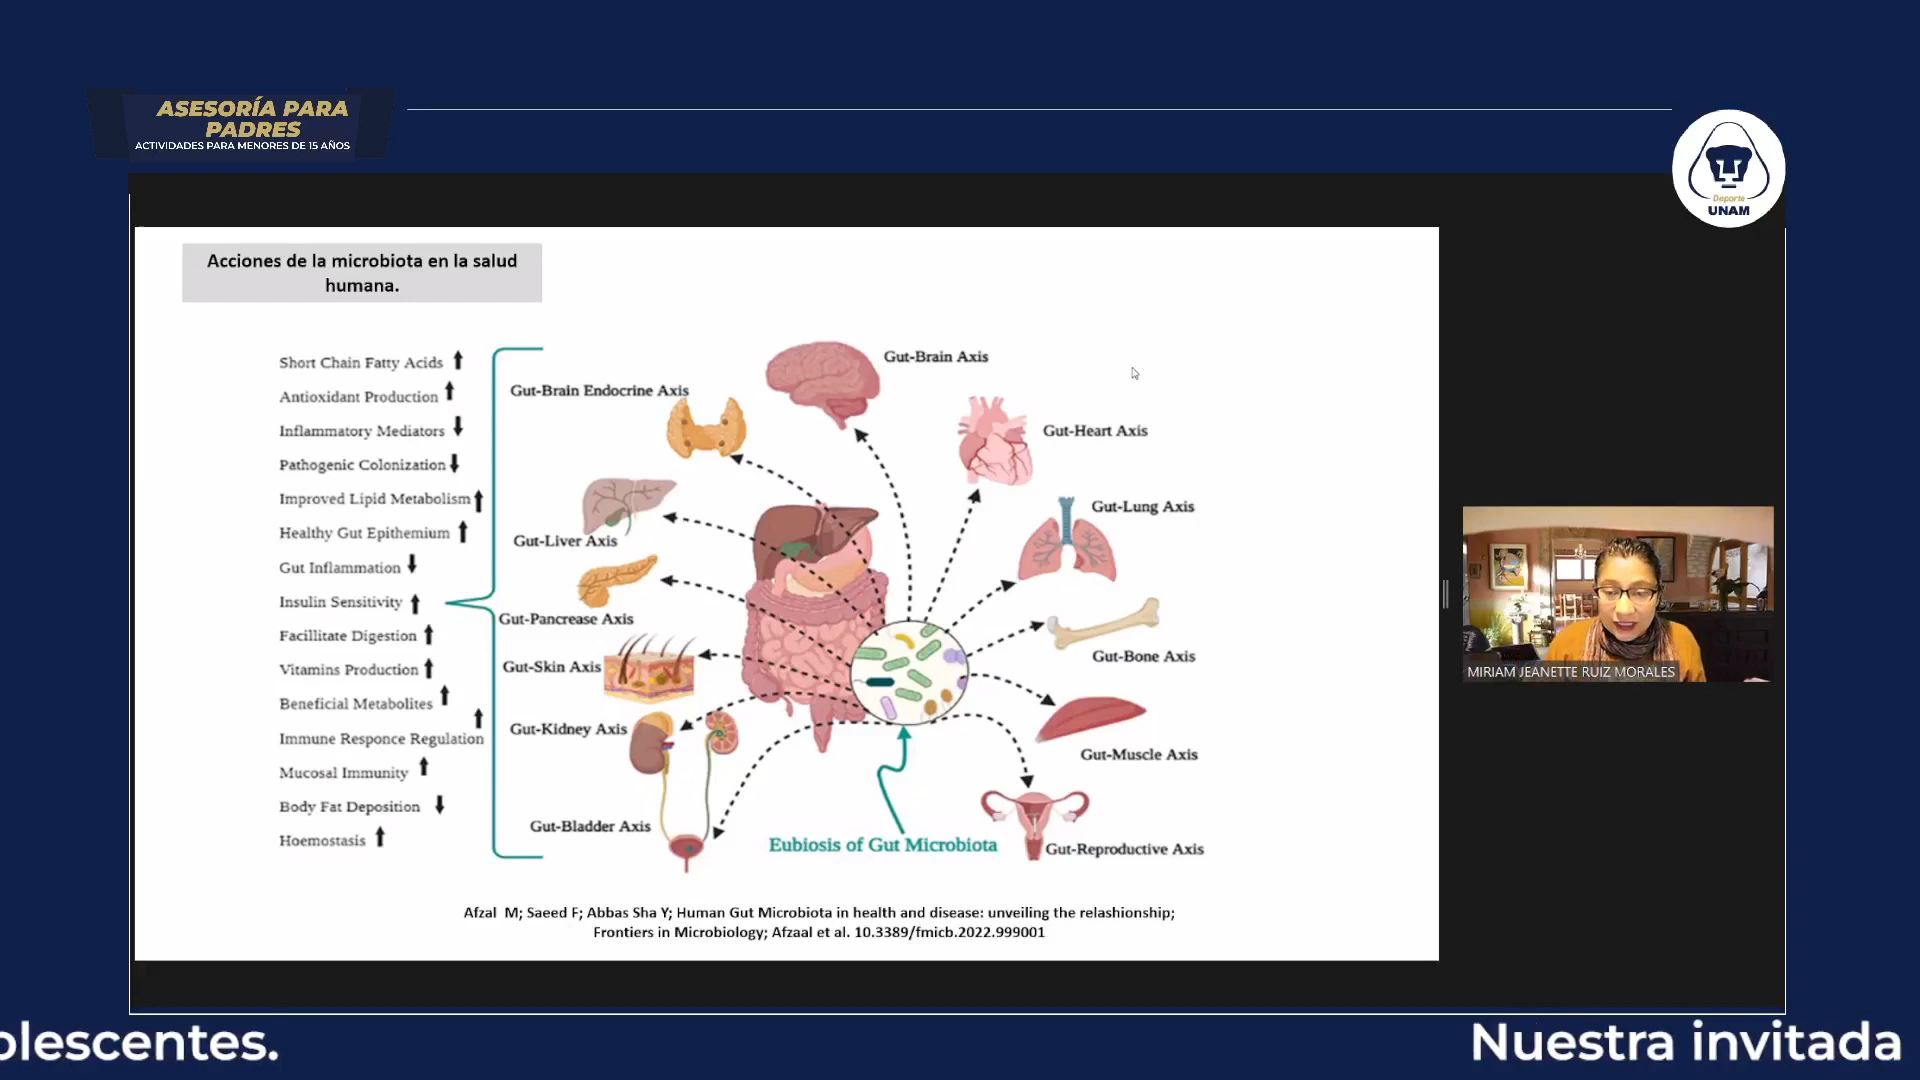 ASESORÍA PARA
PADRES
ACTIVIDADES PARA MENORES DE 15 AÑOS
Deporte
UNAM
Acciones de la microbiota en la salud
humana.
Short Chain Fatty Acids
Antioxidant Production
Inflammatory Mediators
Pathogenic Colonization
Improved Lipid Metabolism
Healthy Gut Epithemium
Gut Inflammation
Insulin Sensitivity
Facillitate Digestion
Vitamins Production
Beneficial Metabolites
Immune Responce Regulation
Mucosal Immunity
Body Fat Deposition
Hoemostasis
Gut-Brain Axis
Gut-Brain Endocrine Axis
Gut-Heart Axis
Gut-Lung Axis
Gut-Liver Axis
Gut-Pancrease Axis
Gut-Bone Axis
Gut-Skin Axis
Gut-Kidney Axis
Gut-Muscle Axis
Gut-Bladder Axis
Eubiosis of Gut Microbiota
Gut-Reproductive Axis
Afzal M; Saeed F; Abbas Sha Y; Human Gut Microbiota in health and disease: unveiling the relashionship;
Frontiers in Microbiology; Afzaal et al. 10.3389/fmicb.2022.999001
MIRIAM JEANETTE RUIZ MORALES
olescentes.
Nuestra invitada